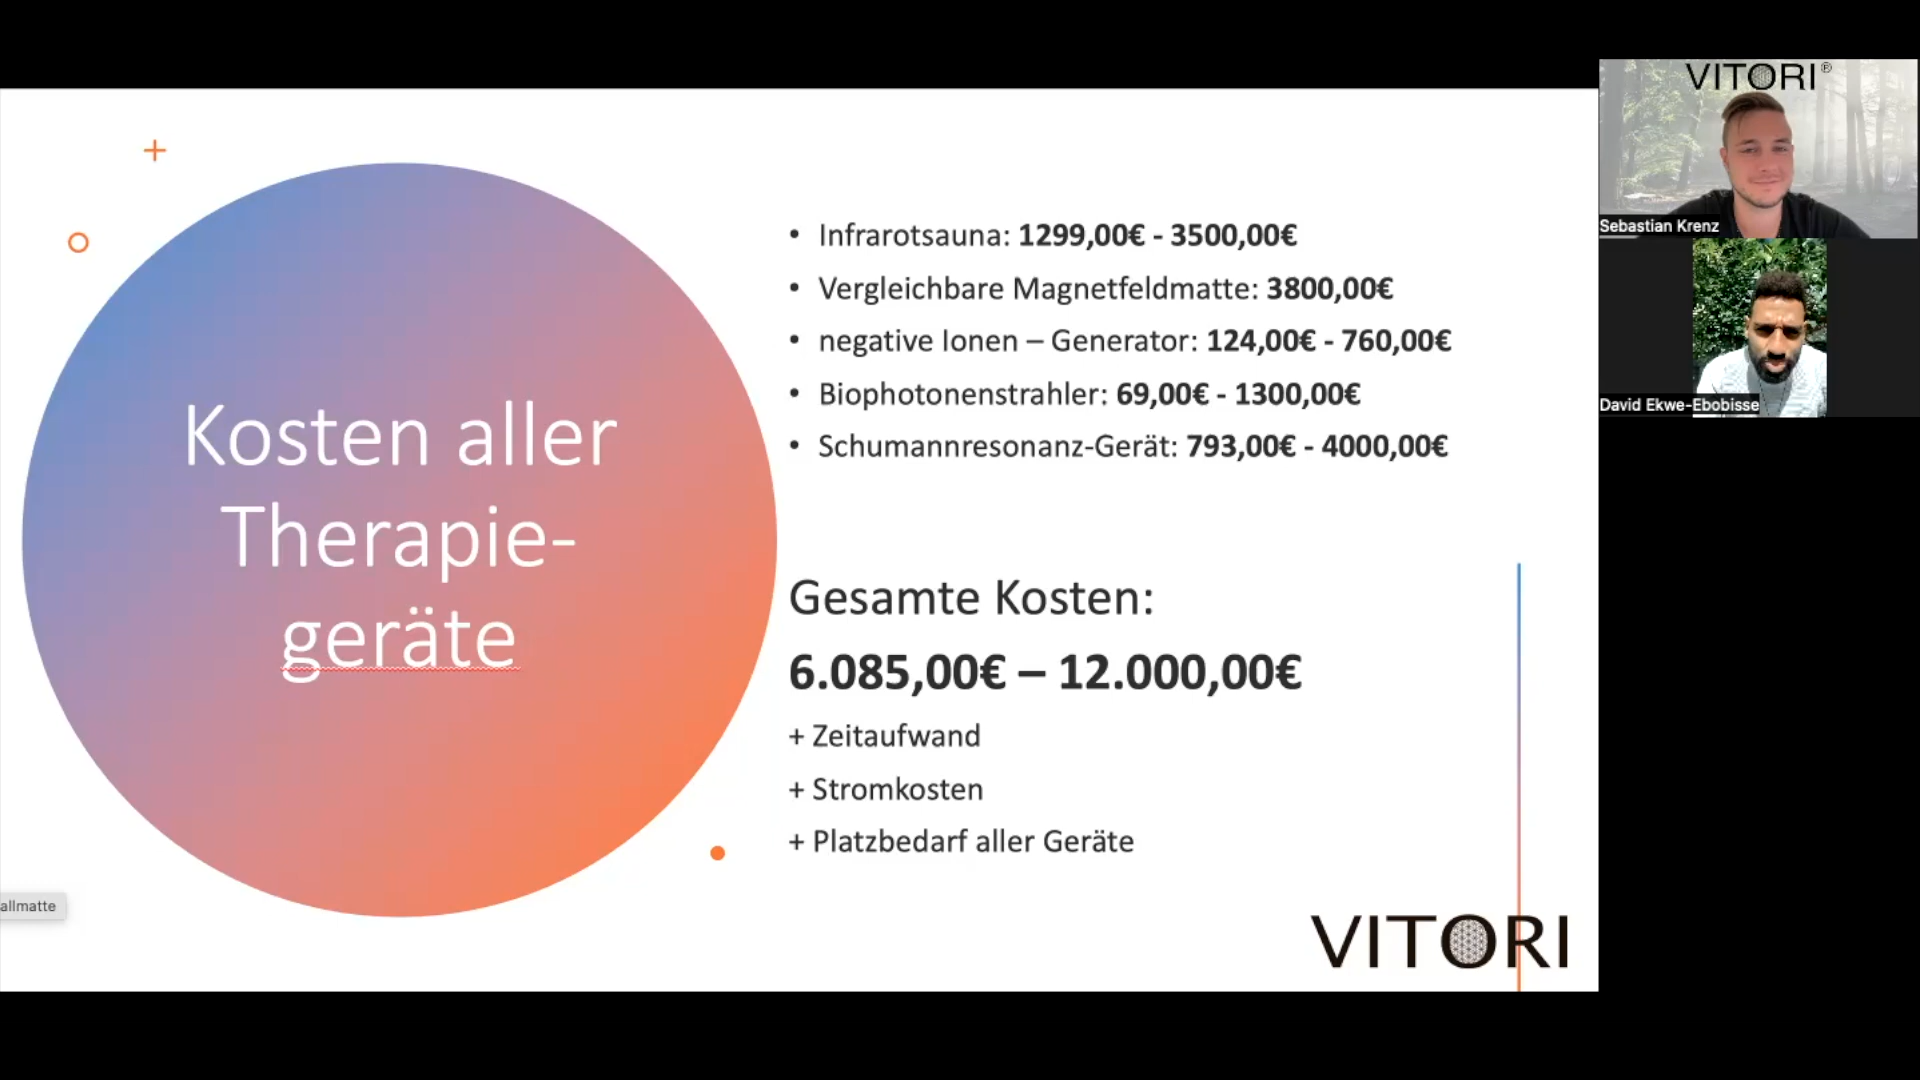 Kosten aller
Therapie-
geräte
• Infrarotsauna: 1299,00€ - 3500,00€
• Vergleichbare Magnetfeldmatte: 3800,00€
• negative Ionen – Generator: 124,00€ - 760,00€
• Biophotonenstrahler: 69,00€ - 1300,00€
• Schumannresonanz-Gerät: 793,00€ - 4000,00€
Gesamte Kosten:
6.085,00€ – 12.000,00€
+ Zeitaufwand
+ Stromkosten
+ Platzbedarf aller Geräte
allmatte
VITORI
VITORI®
Sebastian Krenz
David Ekwe-Ebobisse